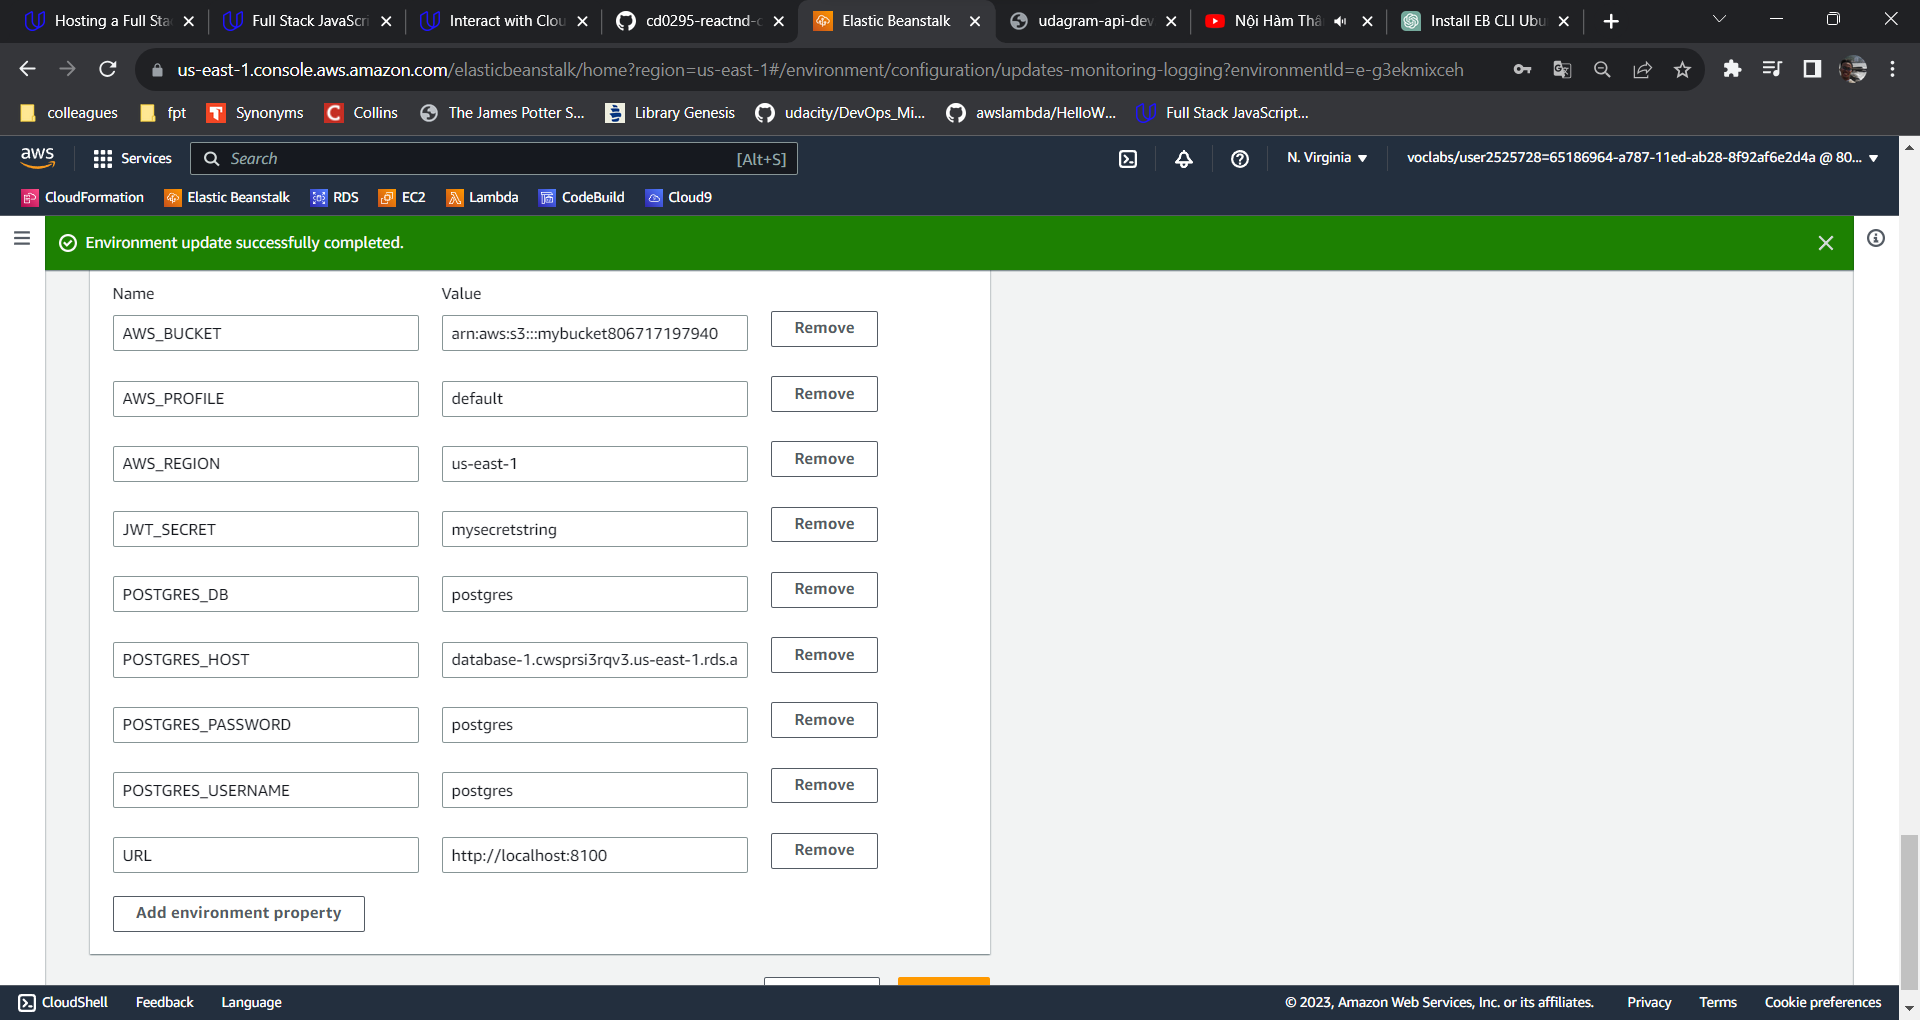 Hosting a Full Sta
Full Stack JavaScri
Interact with Clou
cd0295-reactnd-c
Elastic Beanstalk
udagram-api-dev
Nội Hàm Thâ
Install EB CLI Ubu
us-east-1.console.aws.amazon.com/elasticbeanstalk/home?region=us-east-1#/environment/configuration/updates-monitoring-logging?environmentId=e-g3ekmixceh
colleagues
fpt
T Synonyms
C Collins
The James Potter S...
Library Genesis
udacity/DevOps_Mi...
awslambda/HelloW...
Full Stack JavaScript...
aws
Services
Search
[Alt+S]
N. Virginia
voclabs/user2525728=65186964-a787-11ed-ab28-8f92af6e2d4a @ 80...
CloudFormation
Elastic Beanstalk
RDS
EC2
Lambda
CodeBuild
Cloud9
Environment update successfully completed.
Name Value
AWS_BUCKET arn:aws:s3:::mybucket806717197940 Remove
AWS_PROFILE default Remove
AWS_REGION us-east-1 Remove
JWT_SECRET mysecretstring Remove
POSTGRES_DB postgres Remove
POSTGRES_HOST database-1.cwsprsi3rqv3.us-east-1.rds.a Remove
POSTGRES_PASSWORD postgres Remove
POSTGRES_USERNAME postgres Remove
URL http://localhost:8100 Remove
Add environment property
CloudShell
Feedback
Language
© 2023, Amazon Web Services, Inc. or its affiliates.
Privacy
Terms
Cookie preferences